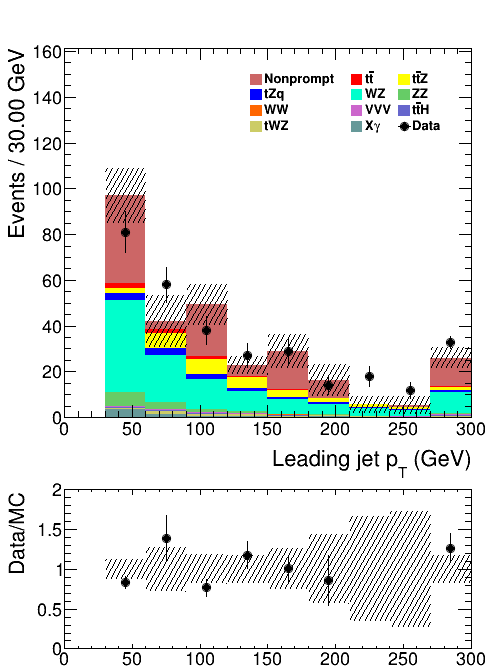 Events / 30.00 GeV
160
140
120
100
80
60
40
20
0
Nonprompt tt̄ tt̄Z
tZq WZ ZZ
WW VVV tt̄H
tWZ Xγ Data
0 50 100 150 200 250 300
Leading jet p_T (GeV)
Data/MC
2
1.5
1
0.5
0
0 50 100 150 200 250 300